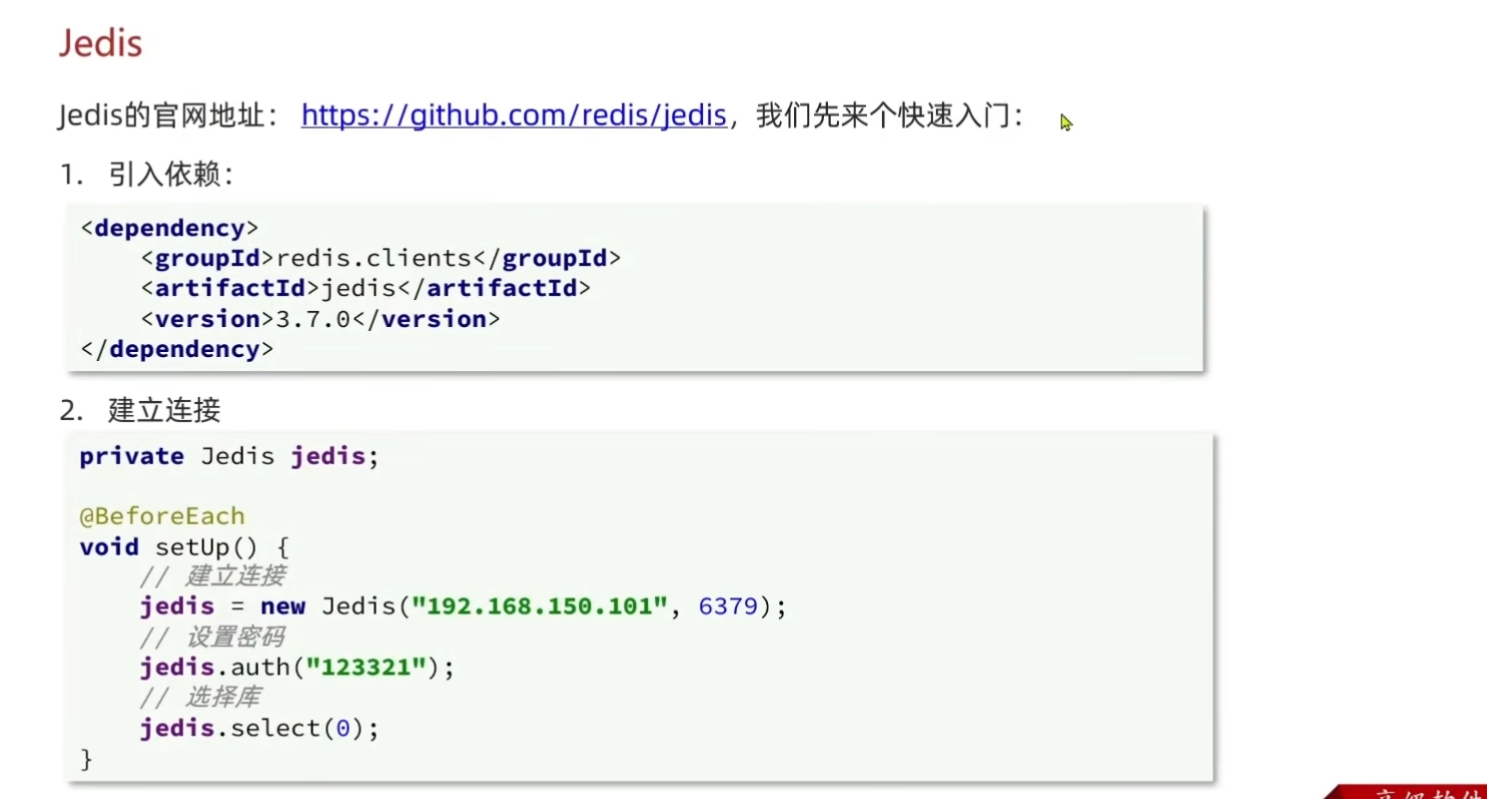 Jedis
Jedis的官网地址： https://github.com/redis/jedis，我们先来个快速入门：
1. 引入依赖：
<dependency>
    <groupId>redis.clients</groupId>
    <artifactId>jedis</artifactId>
    <version>3.7.0</version>
</dependency>
2. 建立连接
private Jedis jedis;
@BeforeEach
void setUp() {
    // 建立连接
    jedis = new Jedis("192.168.150.101", 6379);
    // 设置密码
    jedis.auth("123321");
    // 选择库
    jedis.select(0);
}